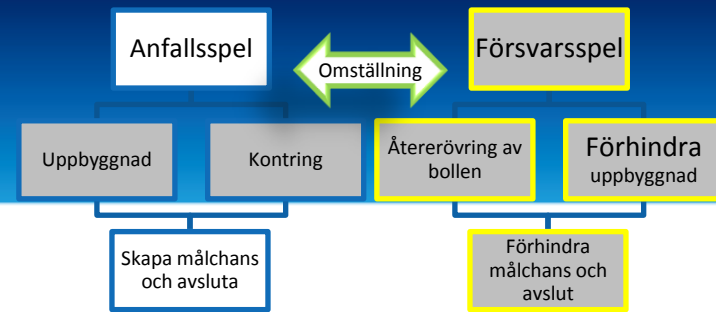 Anfallsspel
Omställning
Försvarsspel
Uppbyggnad
Kontring
Återerövring av
bollen
Förhindra
uppbyggnad
Skapa målchans
och avsluta
Förhindra
målchans och
avslut